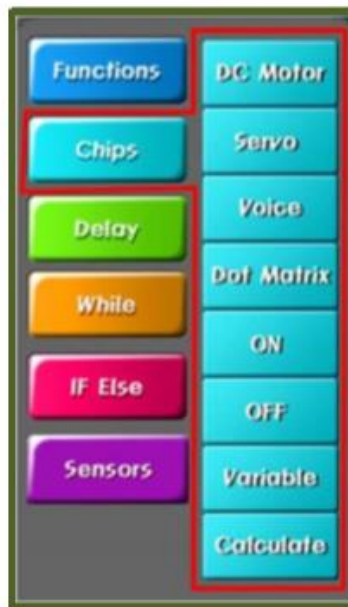 Functions
Chips
Delay
While
IF Else
Sensors
DC Motor
Servo
Voice
Dot Matrix
ON
OFF
Variable
Calculate